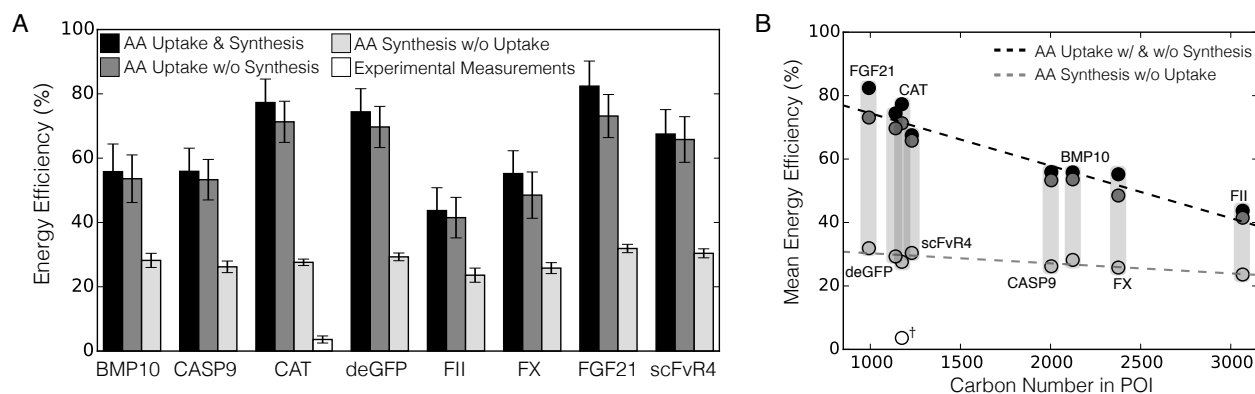 A
Energy Efficiency (%)
100
80
60
40
20
0
AA Uptake & Synthesis
AA Uptake w/o Synthesis
AA Synthesis w/o Uptake
Experimental Measurements
BMP10 CASP9 CAT deGFP FII FX FGF21 scFvR4
B
Mean Energy Efficiency (%)
100
80
60
40
20
0
AA Uptake w/ & w/o Synthesis
AA Synthesis w/o Uptake
FGF21
CAT
BMP10
FII
scFvR4
deGFP
CASP9
FX
†
1000 1500 2000 2500 3000
Carbon Number in POI